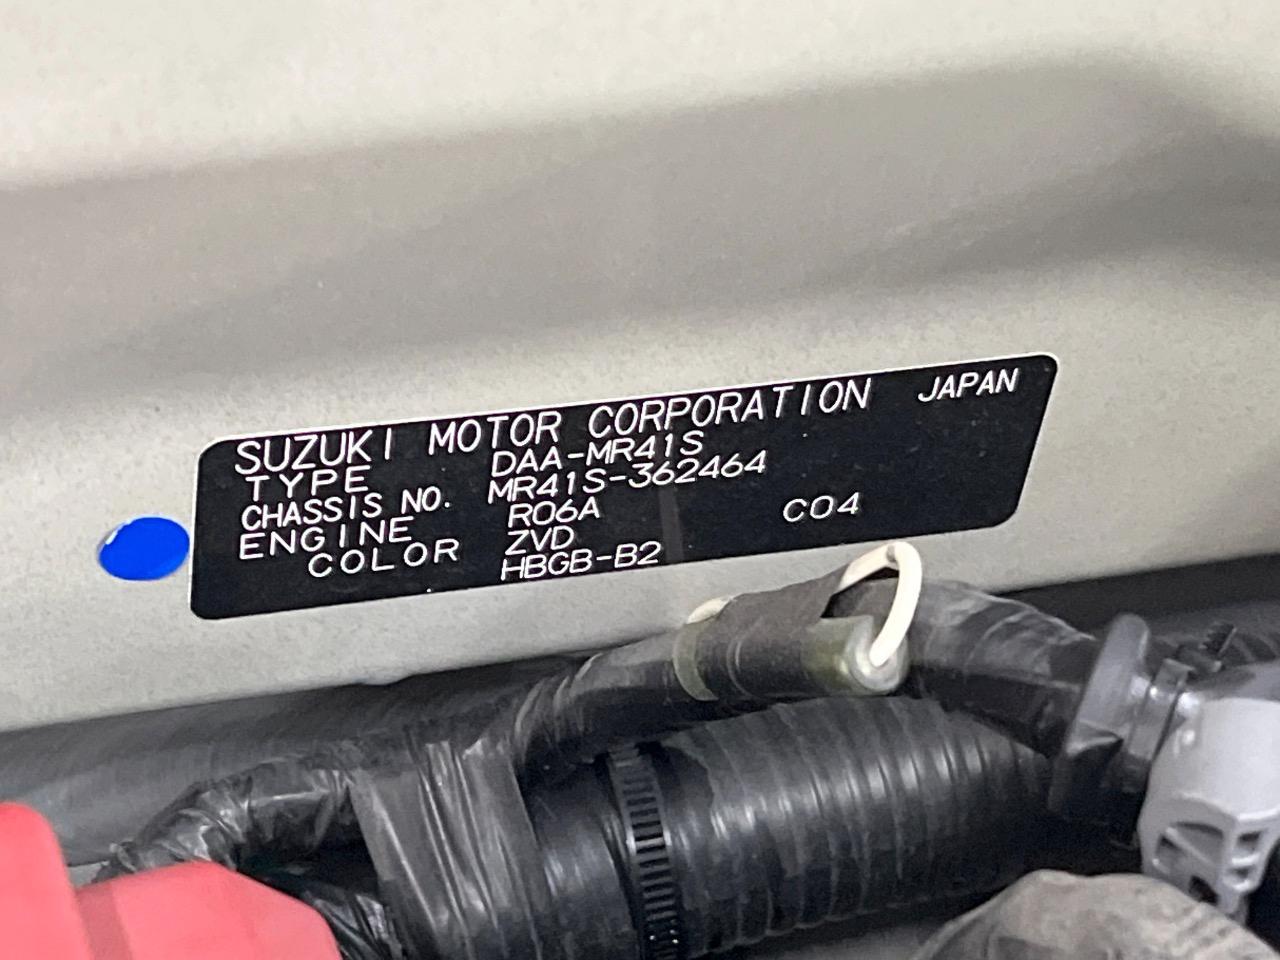 SUZUKI MOTOR CORPORATION JAPAN
TYPE DAA-MR41S
CHASSIS NO. MR41S-362464
ENGINE R06A C04
COLOR ZVD
HBGB-B2